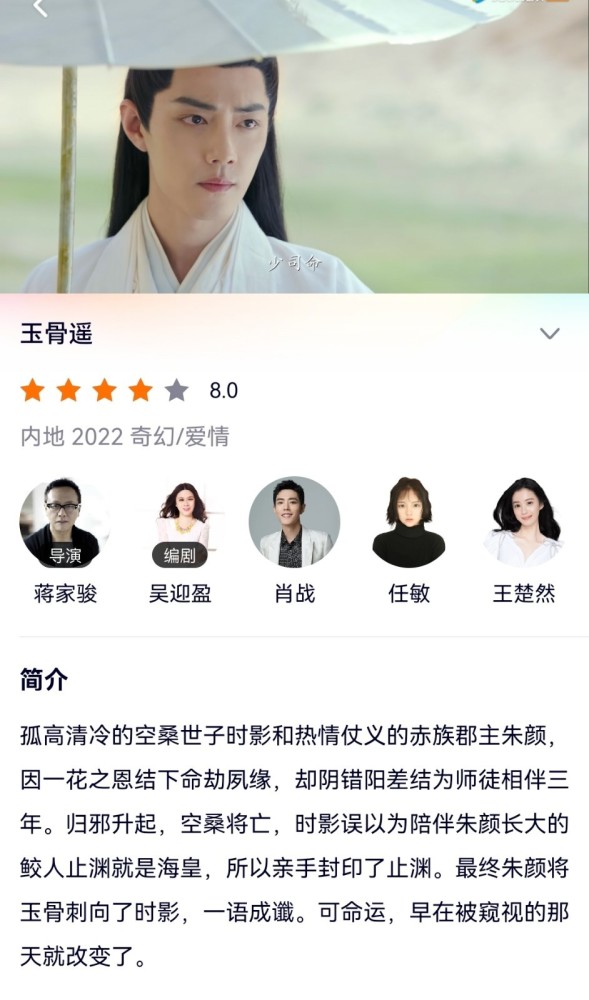 少司命
玉骨遥
8.0
内地 2022 奇幻/爱情
导演
编剧
蒋家骏
吴迎盈
肖战
任敏
王楚然
简介
孤高清冷的空桑世子时影和热情仗义的赤族郡主朱颜，
因一花之恩结下命劫夙缘，却阴错阳差结为师徒相伴三
年。归邪升起，空桑将亡，时影误以为陪伴朱颜长大的
鲛人止渊就是海皇，所以亲手封印了止渊。最终朱颜将
玉骨刺向了时影，一语成谶。可命运，早在被窥视的那
天就改变了。